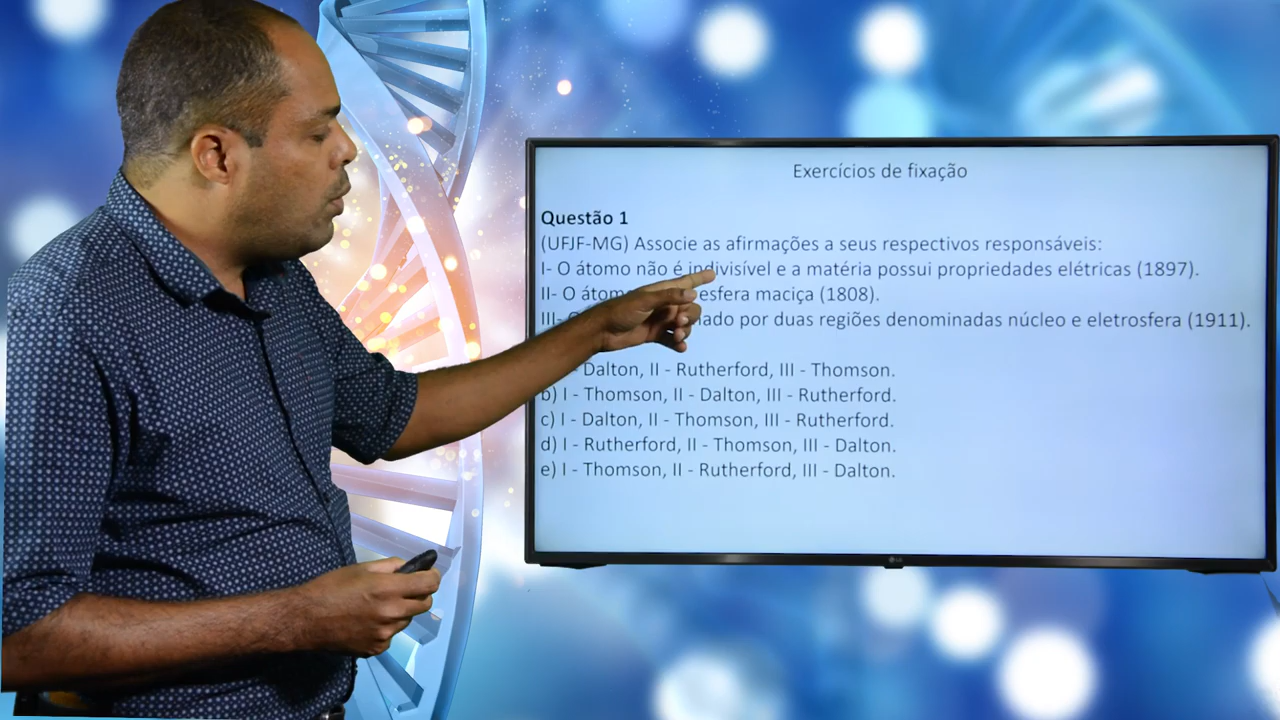 Exercícios de fixação
Questão 1
(UFJF-MG) Associe as afirmações a seus respectivos responsáveis:
I- O átomo não é indivisível e a matéria possui propriedades elétricas (1897).
II- O átomo esfera maciça (1808).
III- por duas regiões denominadas núcleo e eletrosfera (1911).
Dalton, II - Rutherford, III - Thomson.
b) I - Thomson, II - Dalton, III - Rutherford.
c) I - Dalton, II - Thomson, III - Rutherford.
d) I - Rutherford, II - Thomson, III - Dalton.
e) I - Thomson, II - Rutherford, III - Dalton.
LG